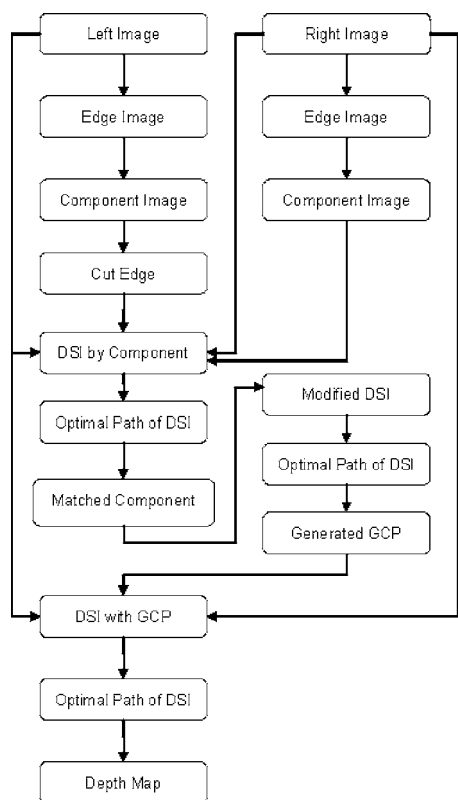 Left Image
Right Image
Edge Image
Edge Image
Component Image
Component Image
Cut Edge
DSI by Component
Optimal Path of DSI
Matched Component
Modified DSI
Optimal Path of DSI
Generated GCP
DSI with GCP
Optimal Path of DSI
Depth Map